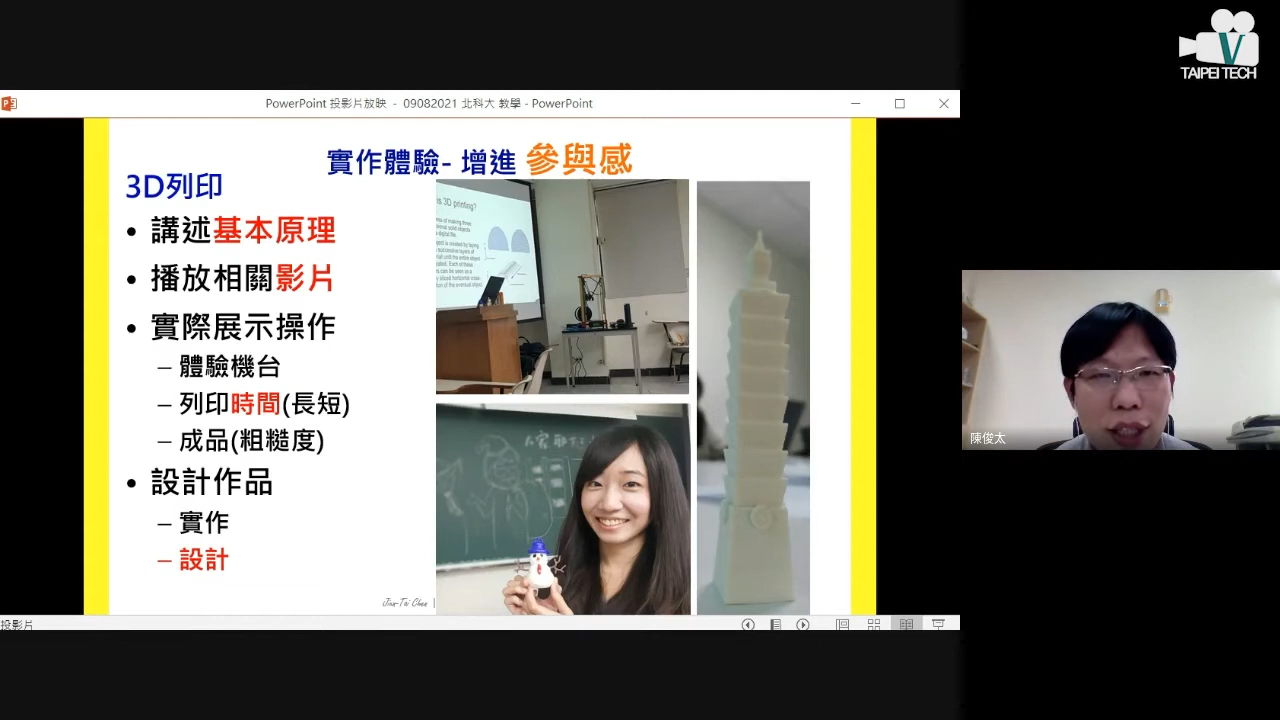 V
TAIPEI TECH
PowerPoint 投影片放映 - 09082021 北科大 教學 - PowerPoint
實作體驗- 增進 參與感
3D列印
• 講述基本原理
• 播放相關影片
• 實際展示操作
– 體驗機台
– 列印時間(長短)
– 成品(粗糙度)
• 設計作品
– 實作
– 設計
is 3D printing?
Jiun-Tai Chen |
陳俊太
投影片